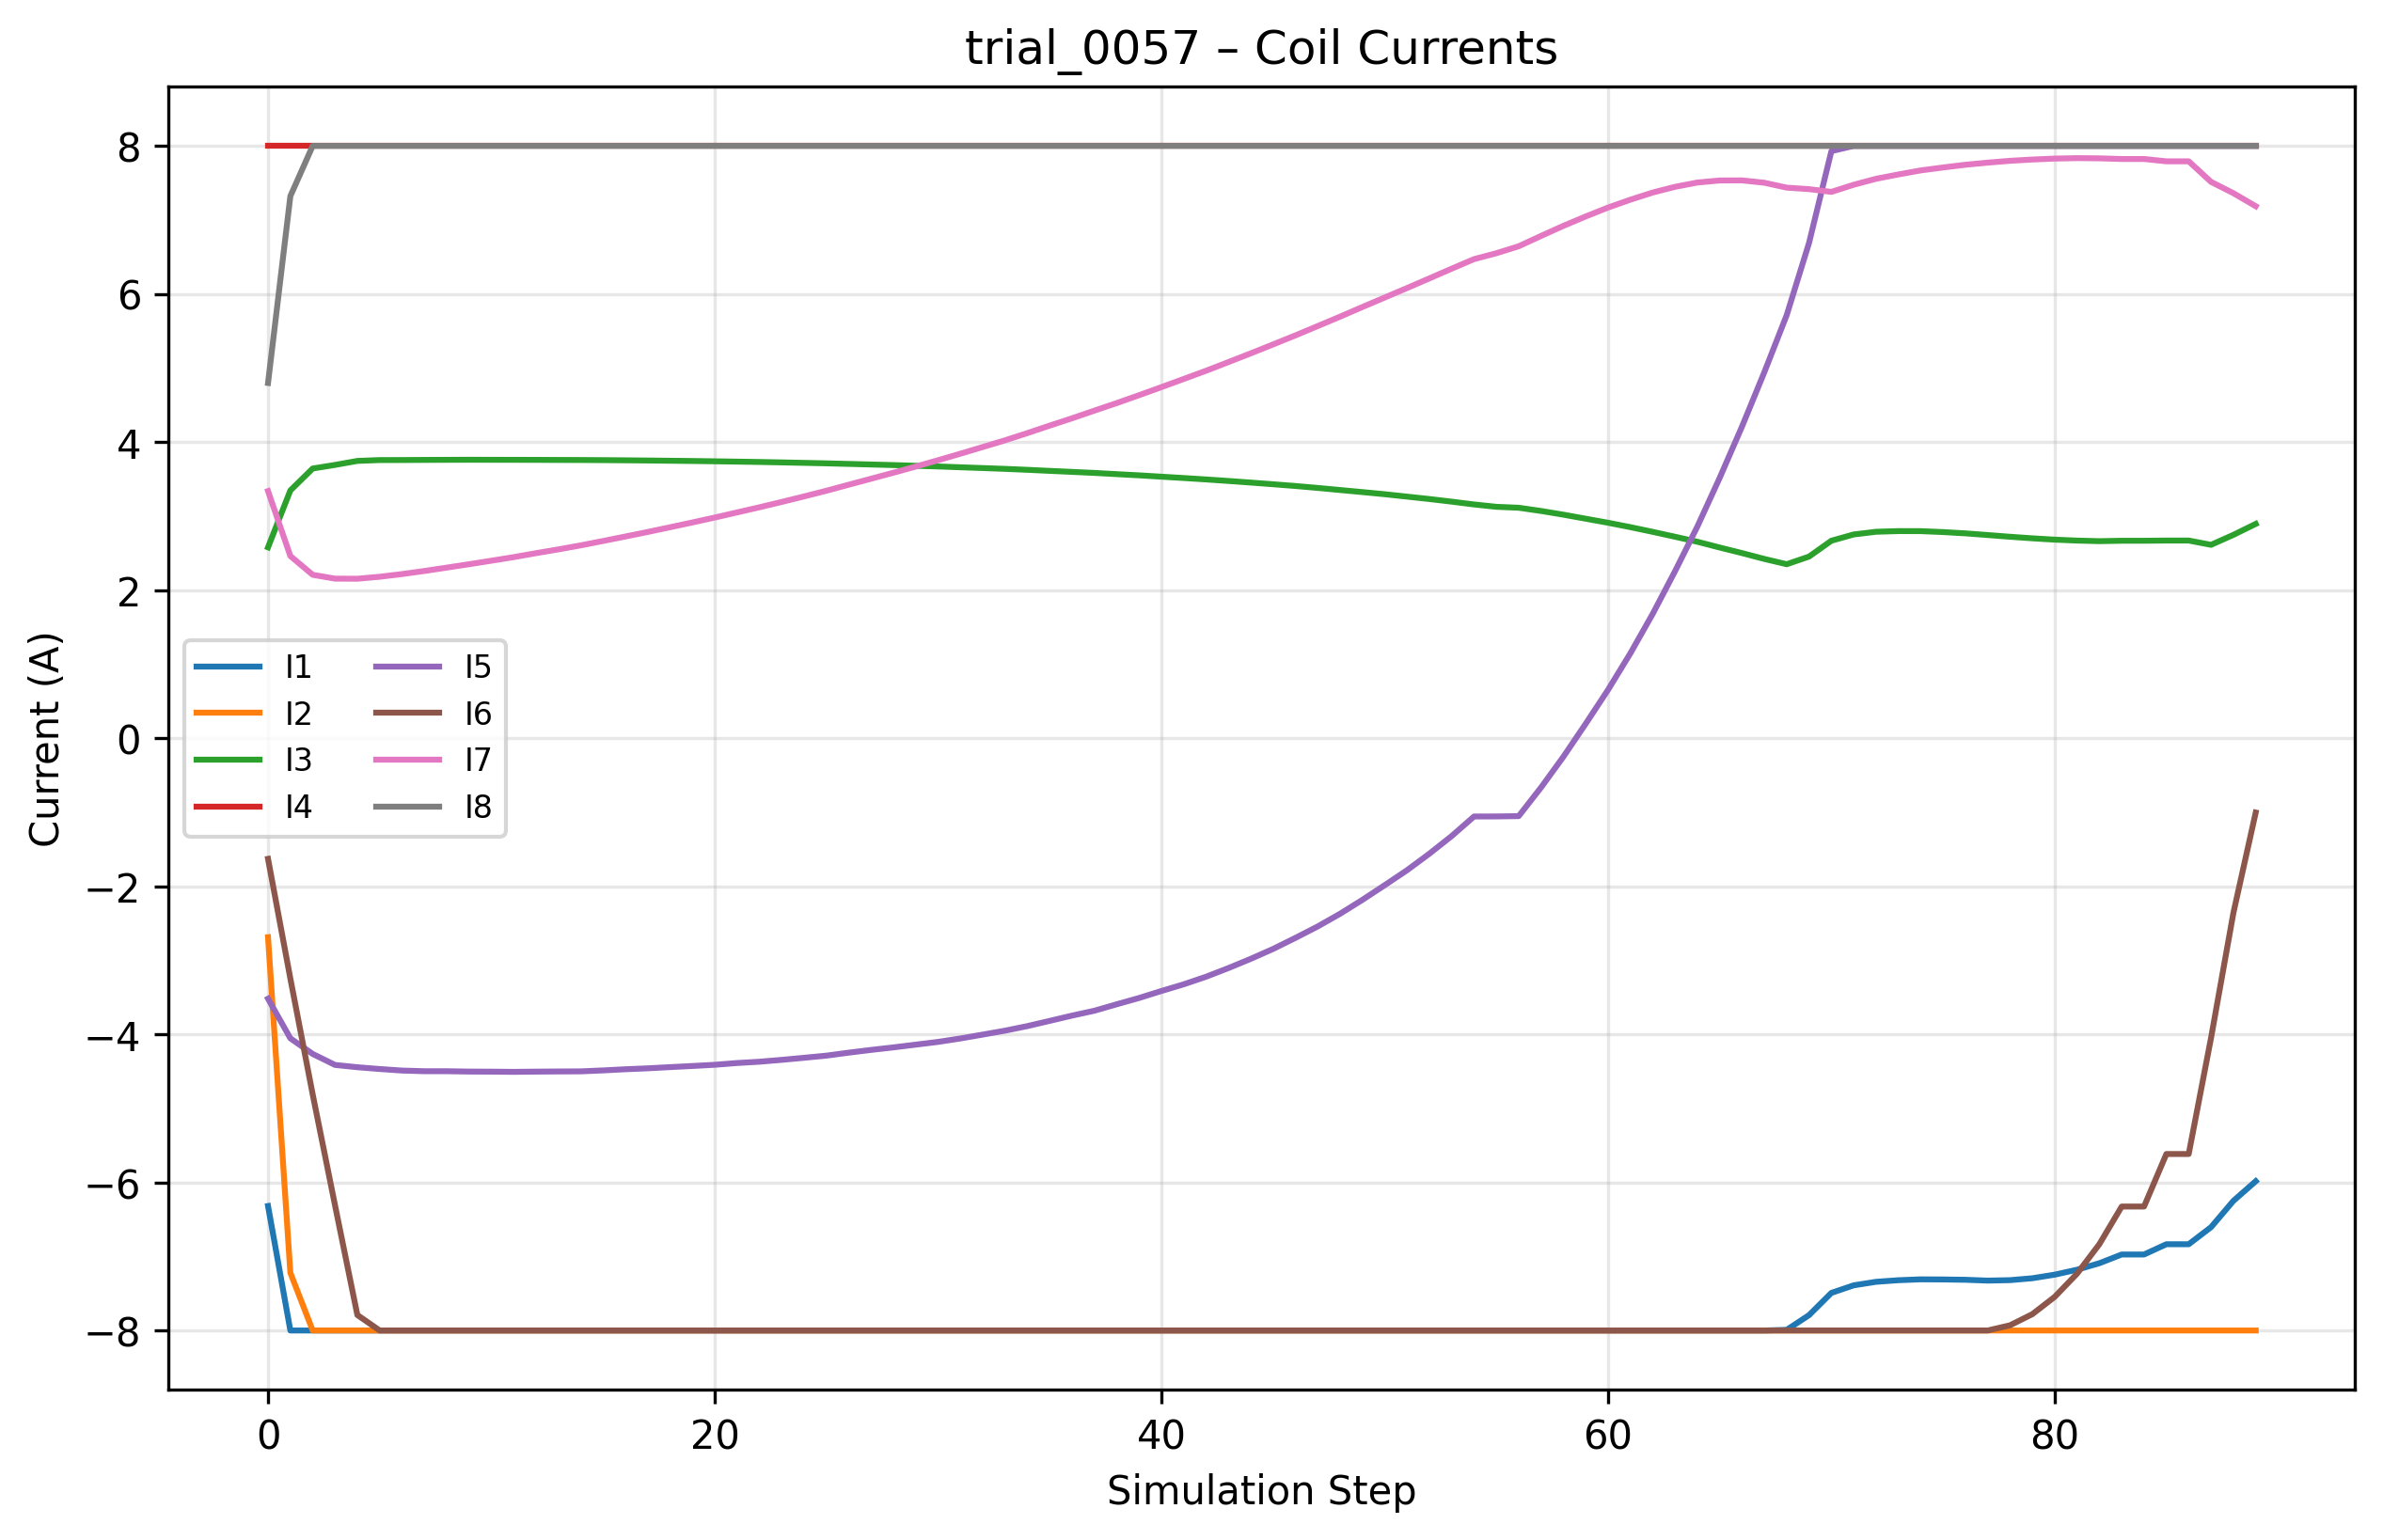 trial_0057 – Coil Currents
Current (A)
8
6
4
2
0
−2
−4
−6
−8
I1
I2
I3
I4
I5
I6
I7
I8
0
20
40
60
80
Simulation Step